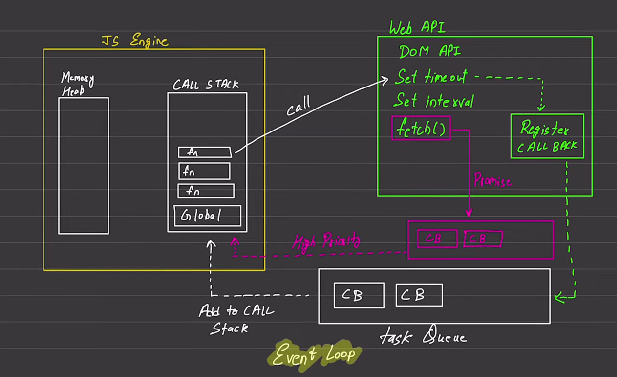 JS Engine
Memory
Heab
CALL STACK
fn
fn
fn
Global
call
Web API
DOM API
Set timeout
Set interval
fetch()
Register
CALL BACK
Promise
High Priority
CB CB
CB CB
Add to CALL
Stack
task Queue
Event Loop